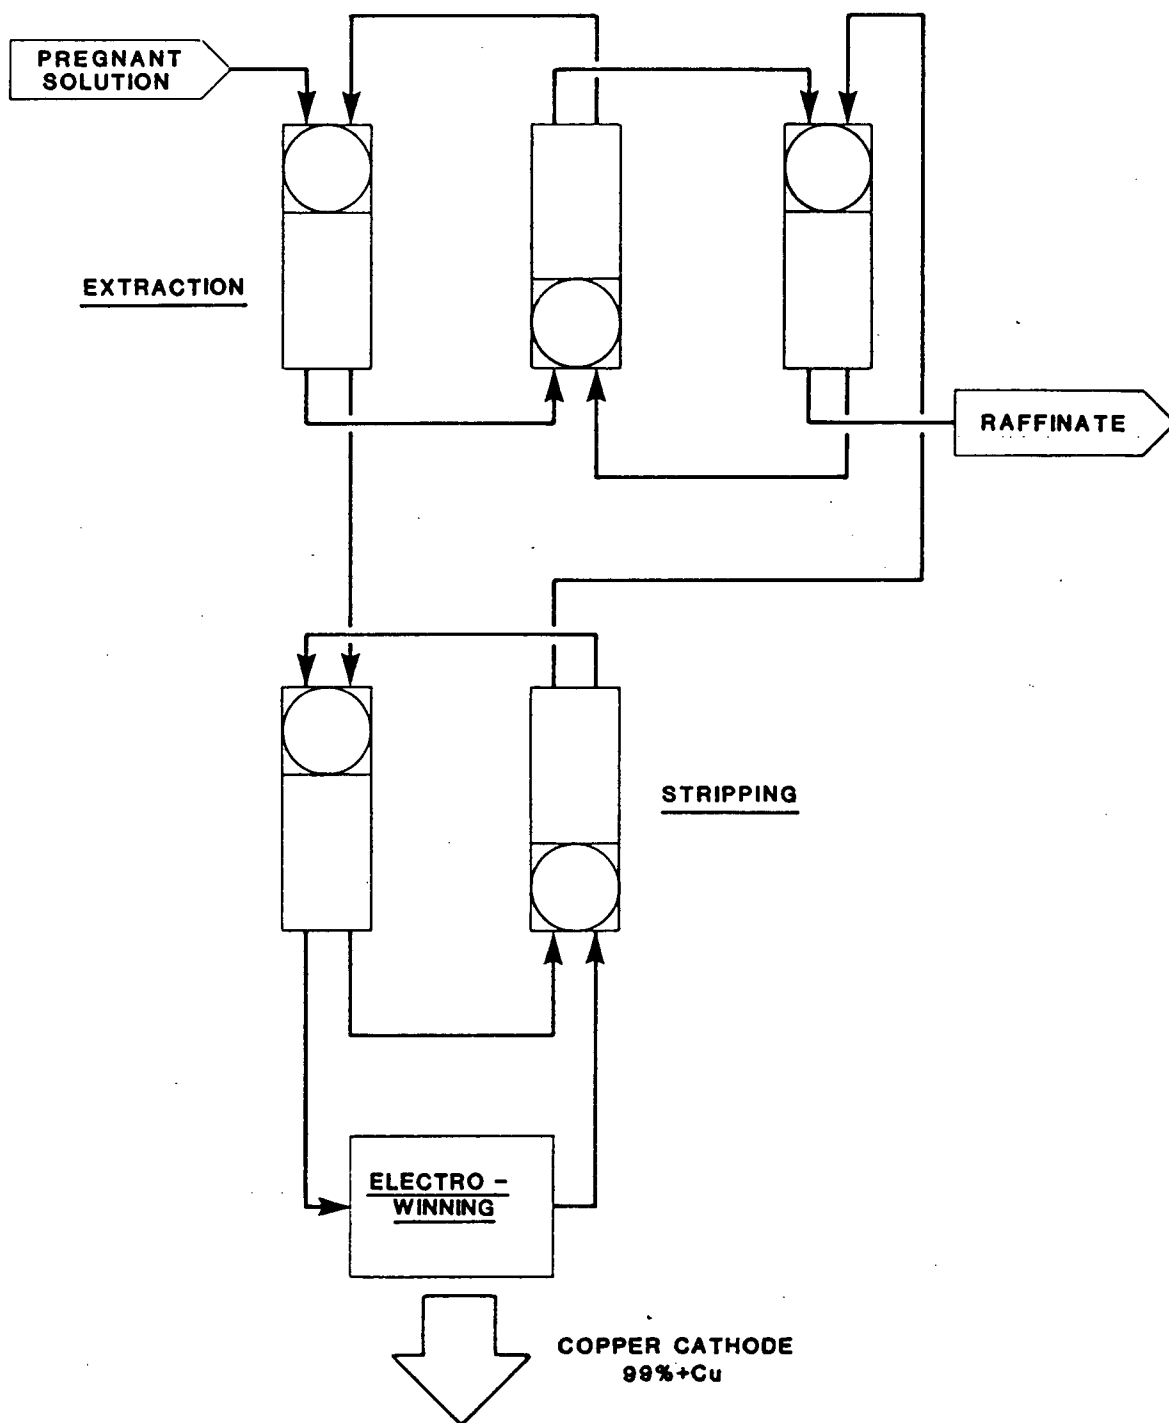 PREGNANT
SOLUTION
EXTRACTION
RAFFINATE
STRIPPING
ELECTRO -
WINNING
COPPER CATHODE
99%+Cu